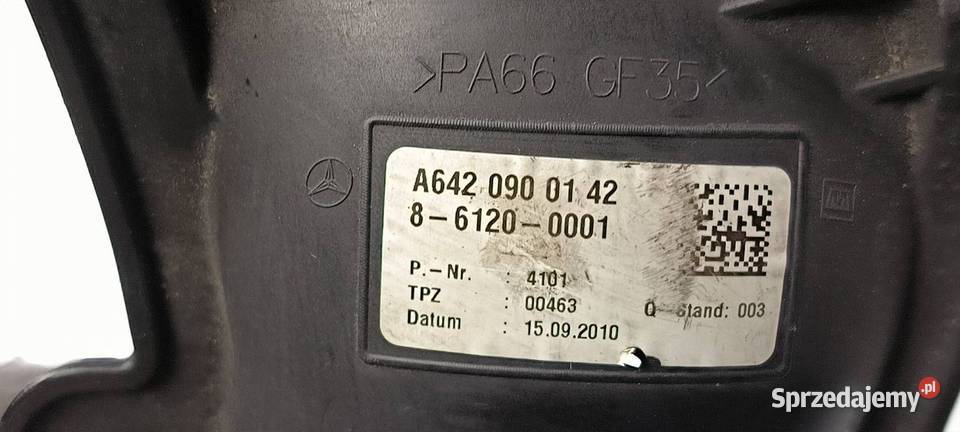 >PA66 GF35<
A642 090 01 42
8-6120-0001
P.-Nr. : 4101
TPZ : 00463
Datum : 15.09.2010
Q-Stand: 003
Sprzedajemy.pl